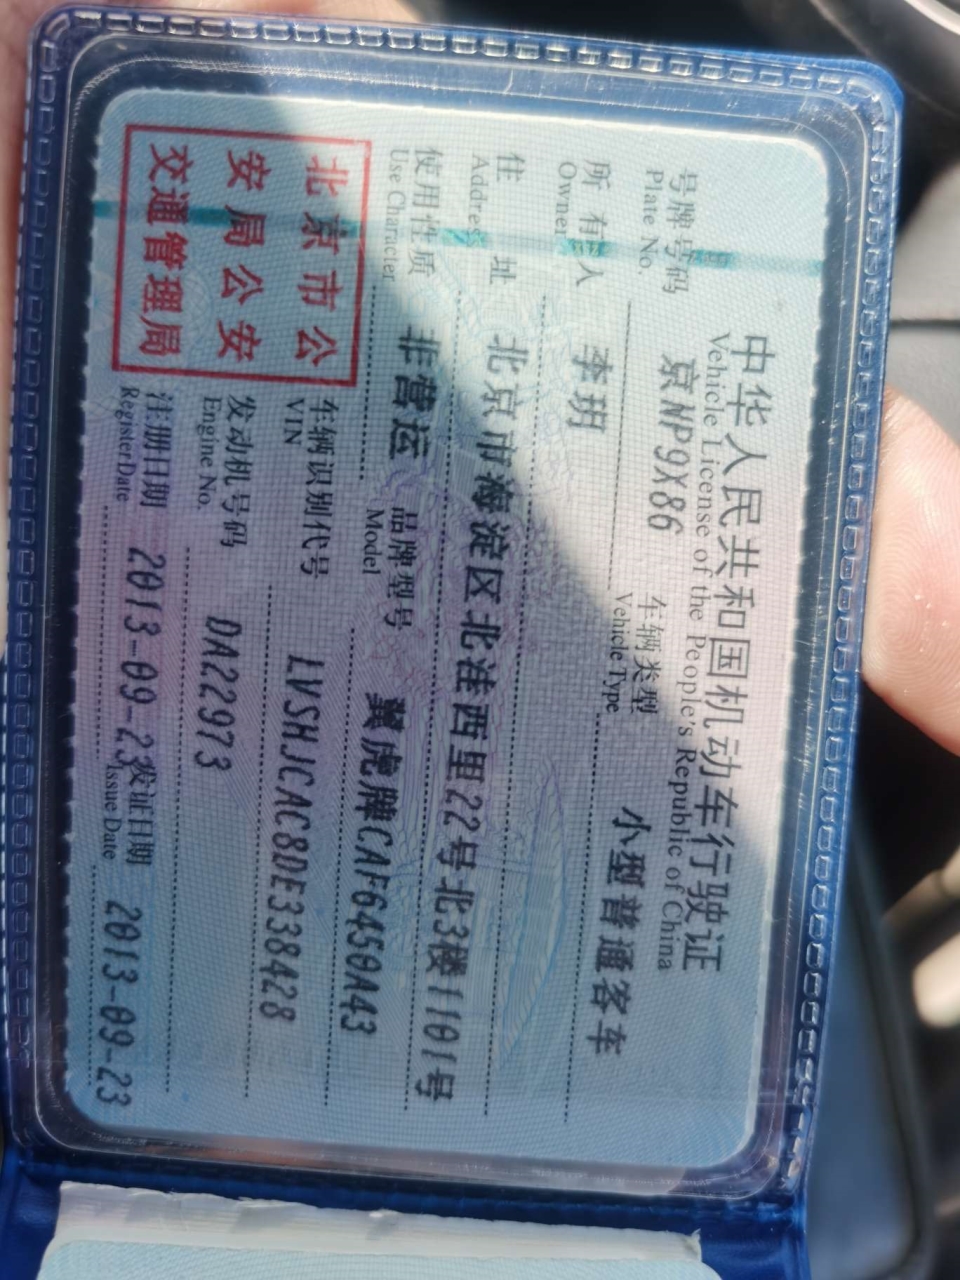 中华人民共和国机动车行驶证
Vehicle License of the People's Republic of China
号牌号码 京NP9X86 车辆类型 小型普通客车
Plate No. Vehicle Type
所有人 李玥
Owner
住址 北京市海淀区北洼西里22号北3楼1101号
Address
使用性质 非营运 品牌型号 翼虎牌CAF6450A43
Use Character Model
北京市公
安局公安
交通管理局
车辆识别代号 LVSHJCAC8DE338428
VIN
发动机号码 DA22973
Engine No.
注册日期 2013-09-23 发证日期 2013-09-23
Register Date Issue Date